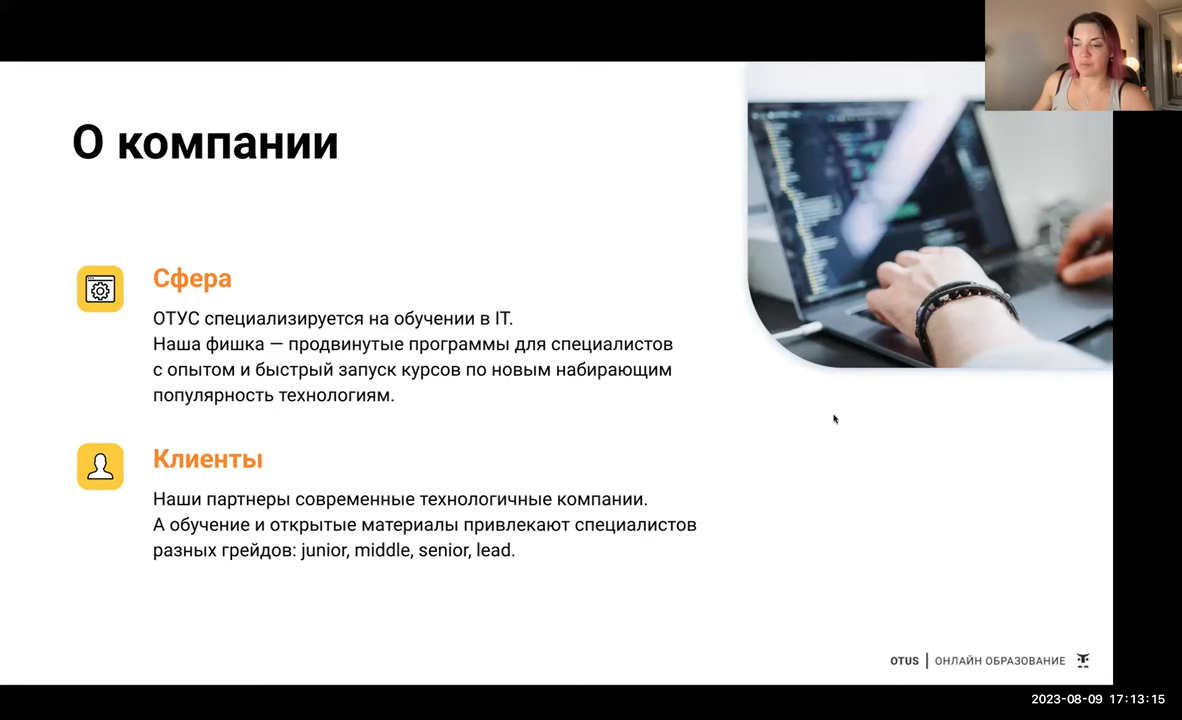 О компании
Сфера
ОТУС специализируется на обучении в IT.
Наша фишка — продвинутые программы для специалистов
с опытом и быстрый запуск курсов по новым набирающим
популярность технологиям.
Клиенты
Наши партнеры современные технологичные компании.
А обучение и открытые материалы привлекают специалистов
разных грейдов: junior, middle, senior, lead.
OTUS | ОНЛАЙН ОБРАЗОВАНИЕ
2023-08-09 17:13:15